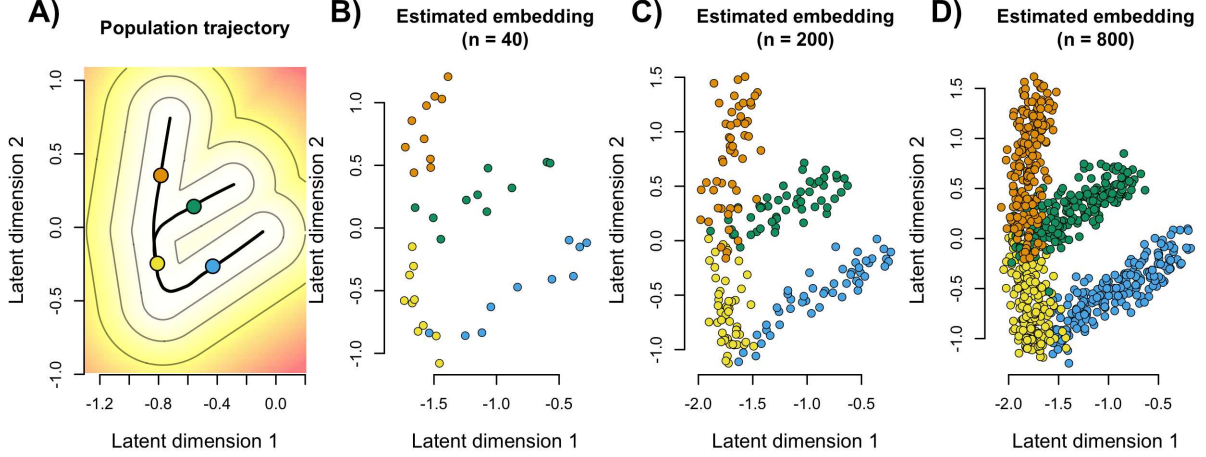 A)
Population trajectory
Latent dimension 2
1.0
0.5
0.0
-0.5
-1.0
-1.2
-0.8
-0.4
0.0
Latent dimension 1
B)
Estimated embedding
(n = 40)
Latent dimension 2
1.0
0.5
0.0
-1.0
-1.5
-1.0
-0.5
Latent dimension 1
C)
Estimated embedding
(n = 200)
Latent dimension 2
1.5
1.0
0.5
0.0
-0.5
-1.0
-2.0
-1.5
-1.0
-0.5
Latent dimension 1
D)
Estimated embedding
(n = 800)
Latent dimension 2
1.5
1.0
0.5
0.0
-0.5
-1.0
-2.0
-1.5
-1.0
-0.5
Latent dimension 1